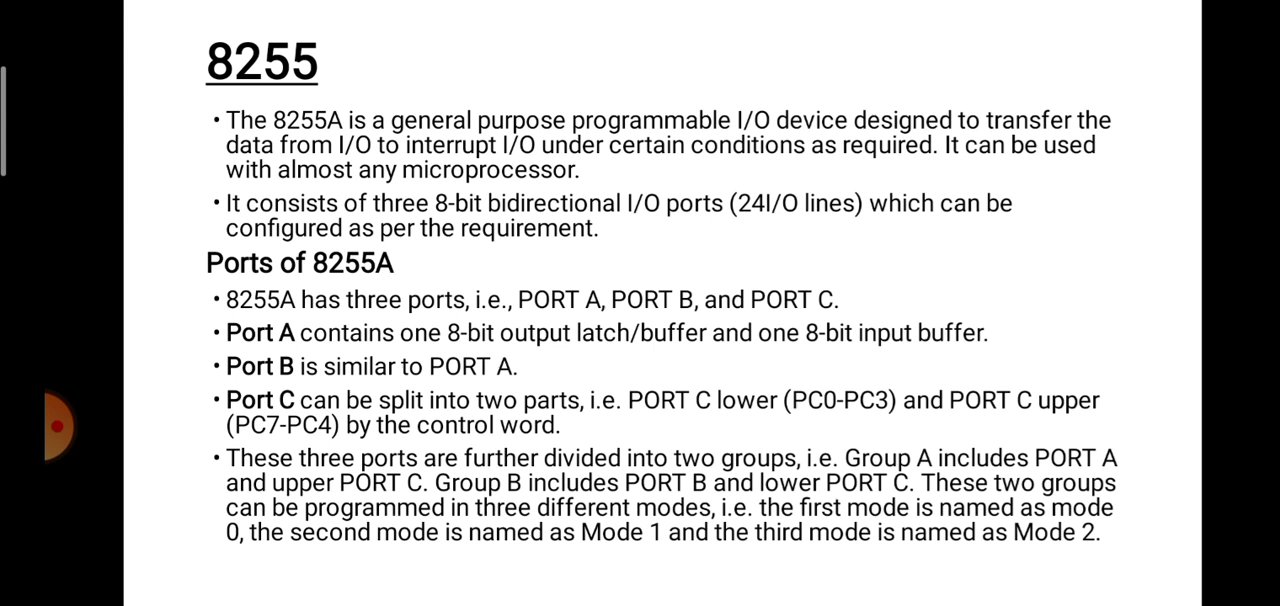 8255
• The 8255A is a general purpose programmable I/O device designed to transfer the
data from I/O to interrupt I/O under certain conditions as required. It can be used
with almost any microprocessor.
• It consists of three 8-bit bidirectional I/O ports (24I/O lines) which can be
configured as per the requirement.
Ports of 8255A
• 8255A has three ports, i.e., PORT A, PORT B, and PORT C.
• Port A contains one 8-bit output latch/buffer and one 8-bit input buffer.
• Port B is similar to PORT A.
• Port C can be split into two parts, i.e. PORT C lower (PC0-PC3) and PORT C upper
(PC7-PC4) by the control word.
• These three ports are further divided into two groups, i.e. Group A includes PORT A
and upper PORT C. Group B includes PORT B and lower PORT C. These two groups
can be programmed in three different modes, i.e. the first mode is named as mode
0, the second mode is named as Mode 1 and the third mode is named as Mode 2.